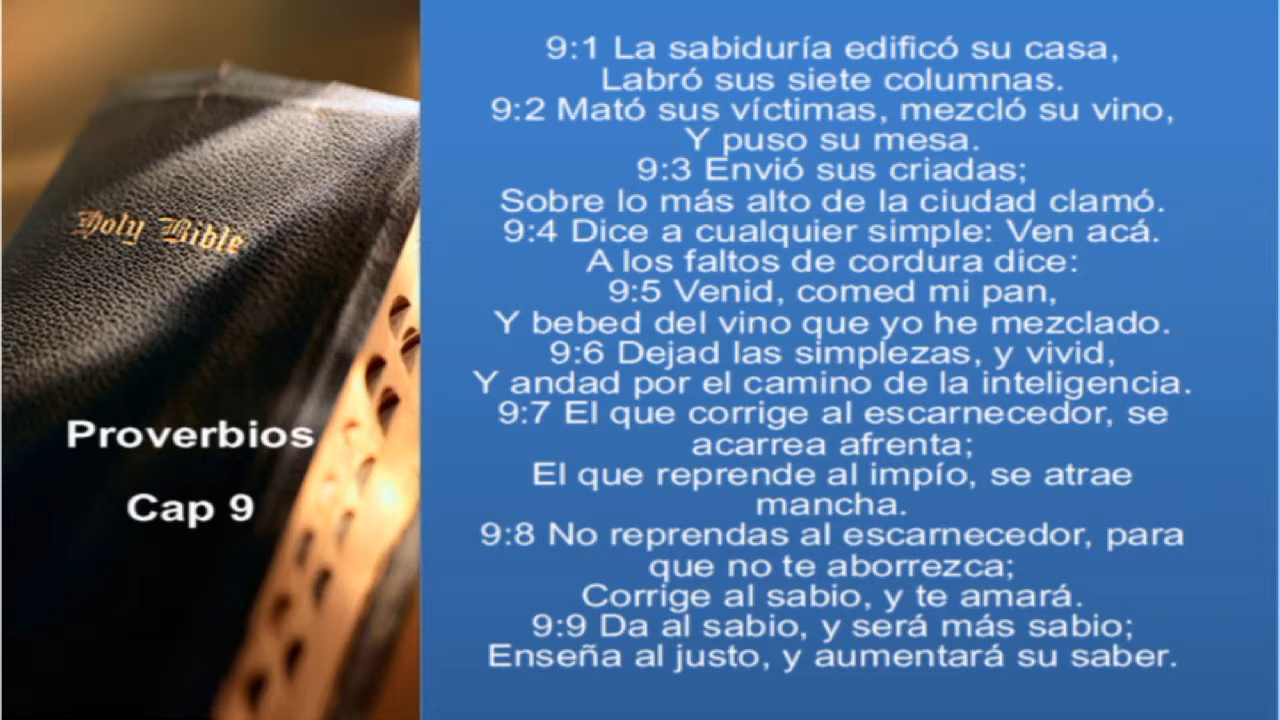 Holy Bible
Proverbios
Cap 9
9:1 La sabiduría edificó su casa,
Labró sus siete columnas.
9:2 Mató sus víctimas, mezcló su vino,
Y puso su mesa.
9:3 Envió sus criadas;
Sobre lo más alto de la ciudad clamó.
9:4 Dice a cualquier simple: Ven acá.
A los faltos de cordura dice:
9:5 Venid, comed mi pan,
Y bebed del vino que yo he mezclado.
9:6 Dejad las simplezas, y vivid,
Y andad por el camino de la inteligencia.
9:7 El que corrige al escarnecedor, se
acarrea afrenta;
El que reprende al impío, se atrae
mancha.
9:8 No reprendas al escarnecedor, para
que no te aborrezca;
Corrige al sabio, y te amará.
9:9 Da al sabio, y será más sabio;
Enseña al justo, y aumentará su saber.